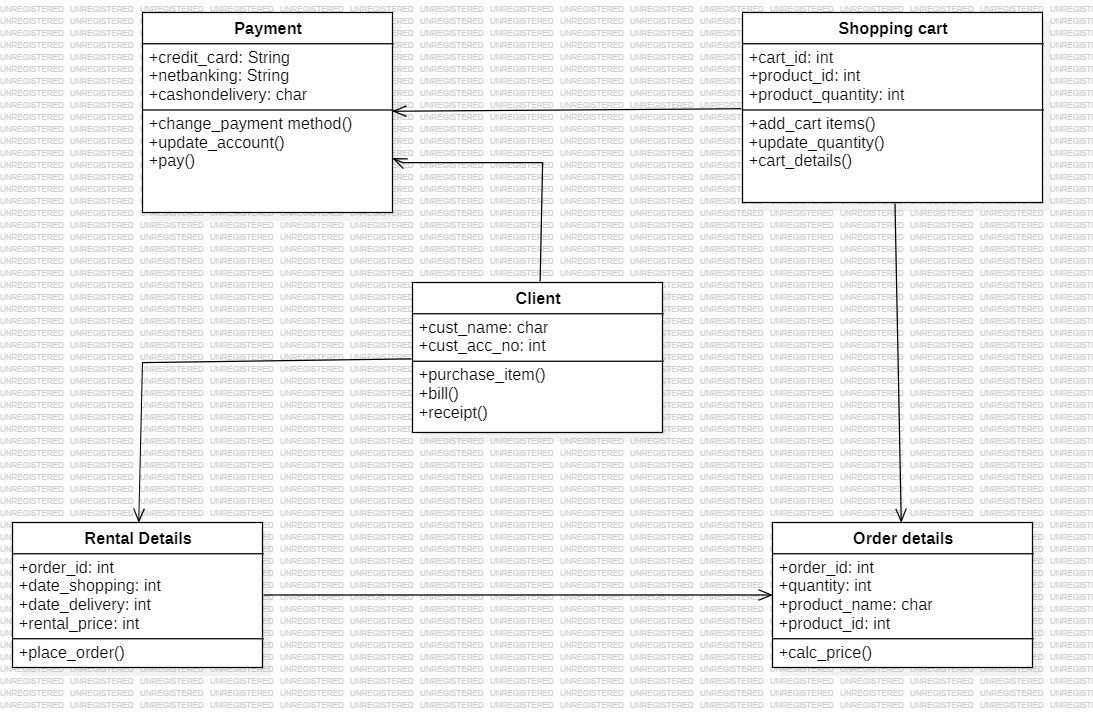 Payment
+credit_card: String
+netbanking: String
+cashondelivery: char
+change_payment method()
+update_account()
+pay()
Shopping cart
+cart_id: int
+product_id: int
+product_quantity: int
+add_cart items()
+update_quantity()
+cart_details()
Client
+cust_name: char
+cust_acc_no: int
+purchase_item()
+bill()
+receipt()
Rental Details
+order_id: int
+date_shopping: int
+date_delivery: int
+rental_price: int
+place_order()
Order details
+order_id: int
+quantity: int
+product_name: char
+product_id: int
+calc_price()
UNREGISTERED